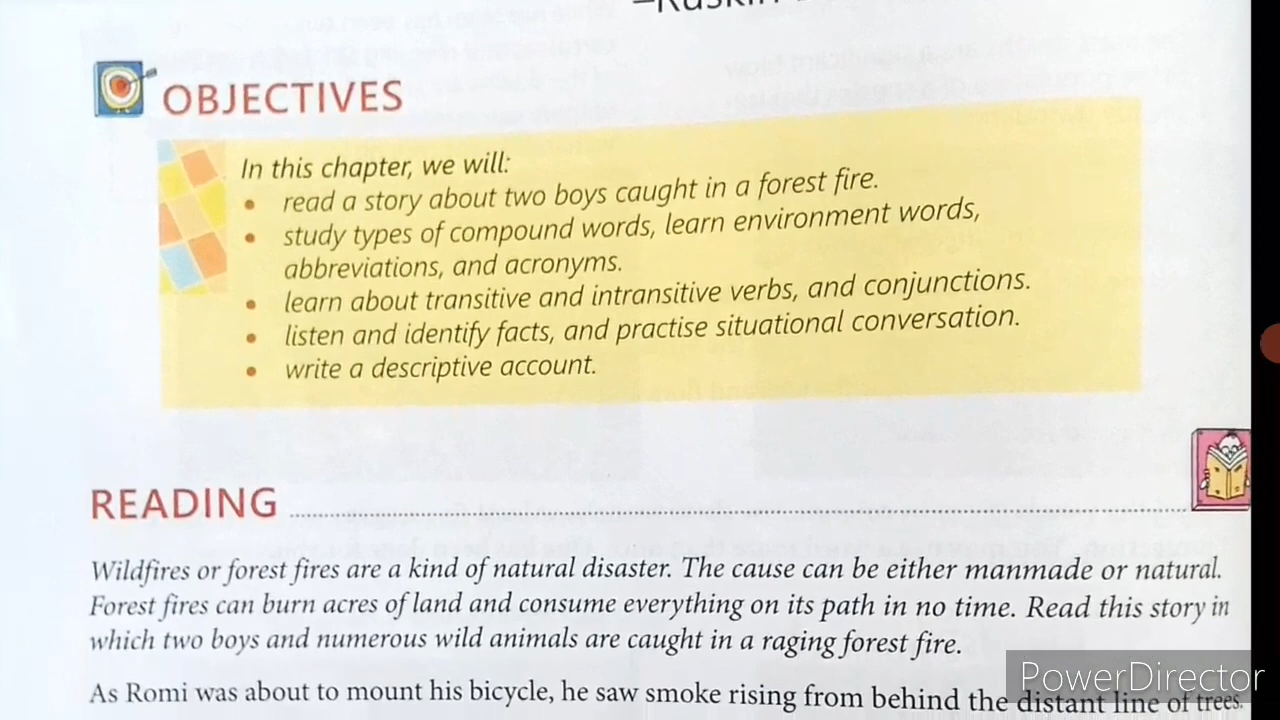 OBJECTIVES
In this chapter, we will:
• read a story about two boys caught in a forest fire.
• study types of compound words, learn environment words,
abbreviations, and acronyms.
• learn about transitive and intransitive verbs, and conjunctions.
• listen and identify facts, and practise situational conversation.
• write a descriptive account.
READING
Wildfires or forest fires are a kind of natural disaster. The cause can be either manmade or natural.
Forest fires can burn acres of land and consume everything on its path in no time. Read this story in
which two boys and numerous wild animals are caught in a raging forest fire.
As Romi was about to mount his bicycle, he saw smoke rising from behind the distant line of trees.
PowerDirector